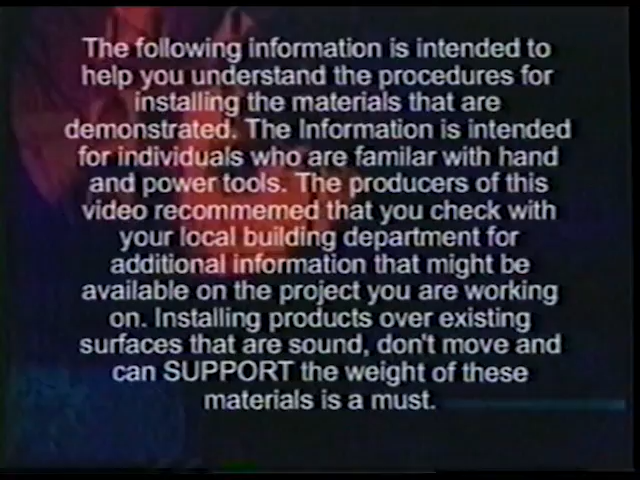 The following information is intended to
help you understand the procedures for
installing the materials that are
demonstrated. The Information is intended
for individuals who are familar with hand
and power tools. The producers of this
video recommemed that you check with
your local building department for
additional information that might be
available on the project you are working
on. Installing products over existing
surfaces that are sound, don't move and
can SUPPORT the weight of these
materials is a must.